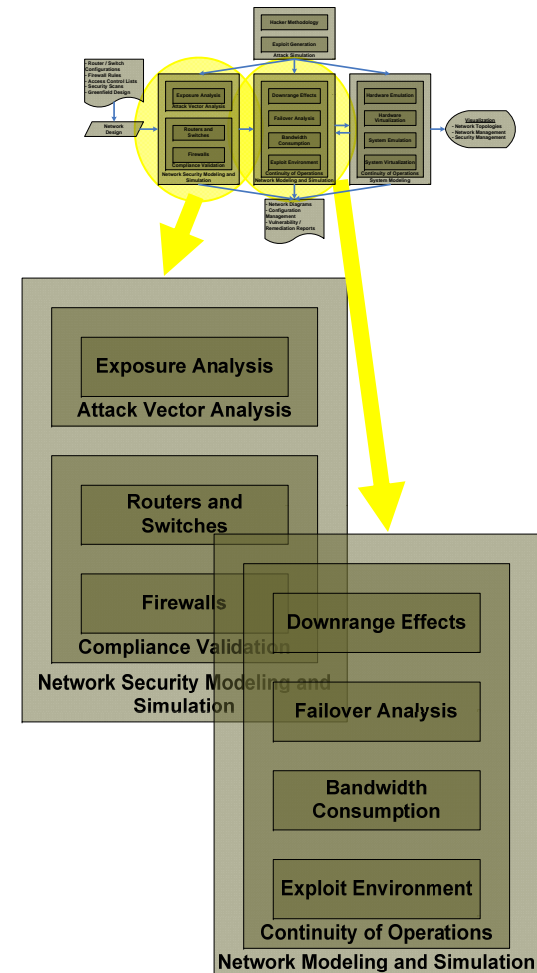 Hacker Methodology
Exploit Generation
Attack Simulation
- Router / Switch
Configurations
- Firewall Rules
- Access Control Lists
- Security Scans
- Greenfield Design
Network
Design
Exposure Analysis
Attack Vector Analysis
Routers and
Switches
Firewalls
Compliance Validation
Network Security Modeling and
Simulation
Downrange Effects
Failover Analysis
Bandwidth
Consumption
Exploit Environment
Continuity of Operations
Network Modeling and Simulation
Hardware Emulation
Hardware
Virtualization
System Emulation
System Virtualization
Continuity of Operations
System Modeling
Visualization
- Network Topologies
- Network Management
- Security Management
- Network Diagrams
- Configuration
Management
- Vulnerability /
Remediation Reports
Exposure Analysis
Attack Vector Analysis
Routers and
Switches
Firewalls
Compliance Validation
Network Security Modeling and
Simulation
Downrange Effects
Failover Analysis
Bandwidth
Consumption
Exploit Environment
Continuity of Operations
Network Modeling and Simulation